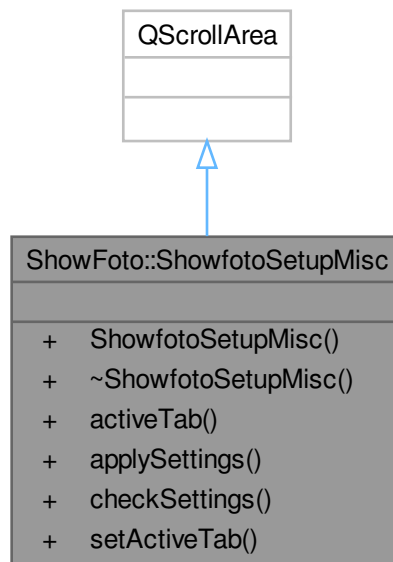 QScrollArea
ShowFoto::ShowfotoSetupMisc
+ ShowfotoSetupMisc()
+ ~ShowfotoSetupMisc()
+ activeTab()
+ applySettings()
+ checkSettings()
+ setActiveTab()